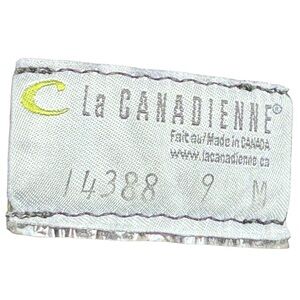 La CANADIENNE®
Fait au/Made in CANADA
www.lacanadienne.ca
14388 9 M